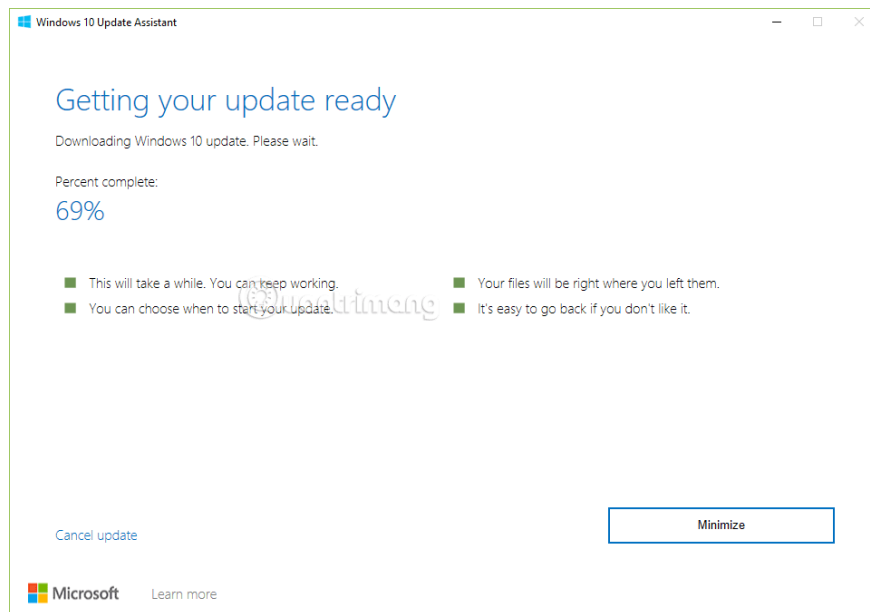 Windows 10 Update Assistant
Getting your update ready
Downloading Windows 10 update. Please wait.
Percent complete:
69%
This will take a while. You can keep working.
Your files will be right where you left them.
You can choose when to start your update.
It's easy to go back if you don't like it.
Quantrimang
Minimize
Cancel update
Microsoft
Learn more